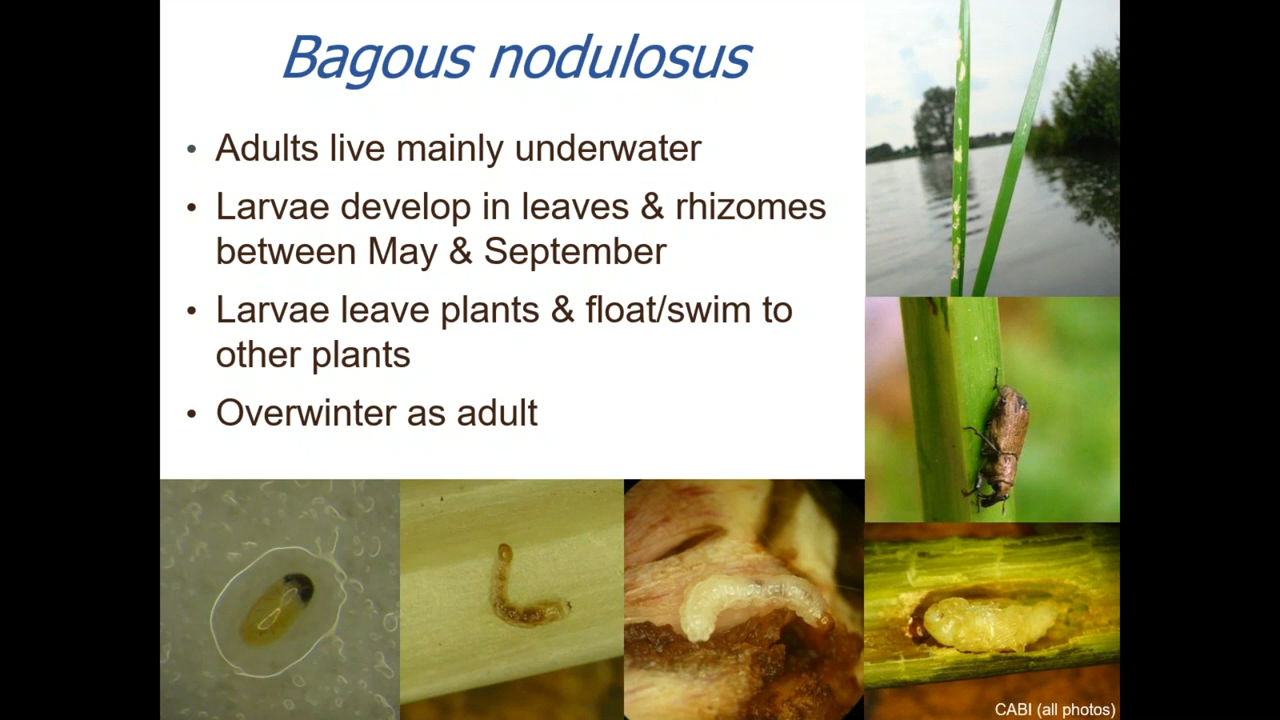 Bagous nodulosus
• Adults live mainly underwater
• Larvae develop in leaves & rhizomes
between May & September
• Larvae leave plants & float/swim to
other plants
• Overwinter as adult
CABI (all photos)